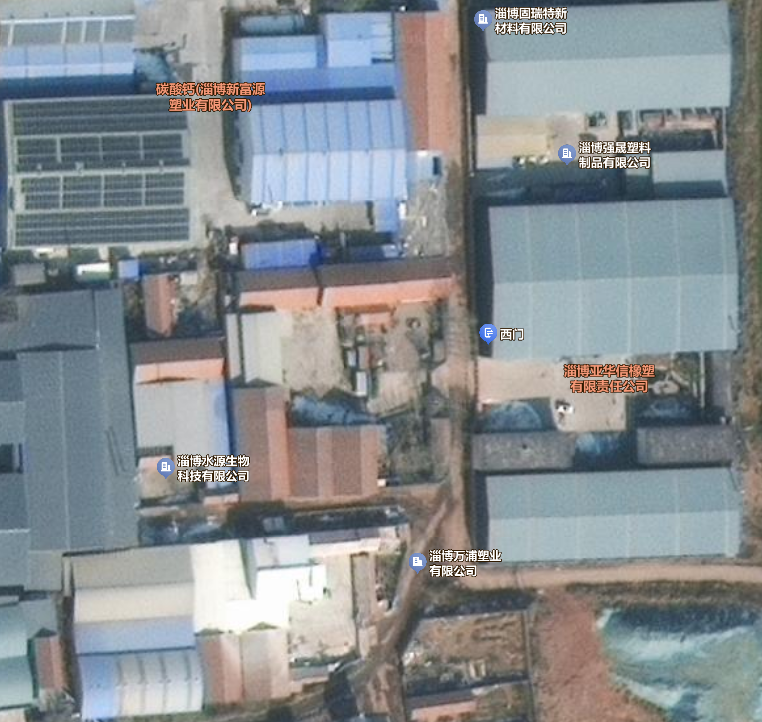 淄博固瑞特新
材料有限公司
碳酸钙(淄博新富源
塑业有限公司)
淄博强晟塑料
制品有限公司
西门
淄博亚华信橡塑
有限责任公司
淄博水源生物
科技有限公司
淄博万浦塑业
有限公司